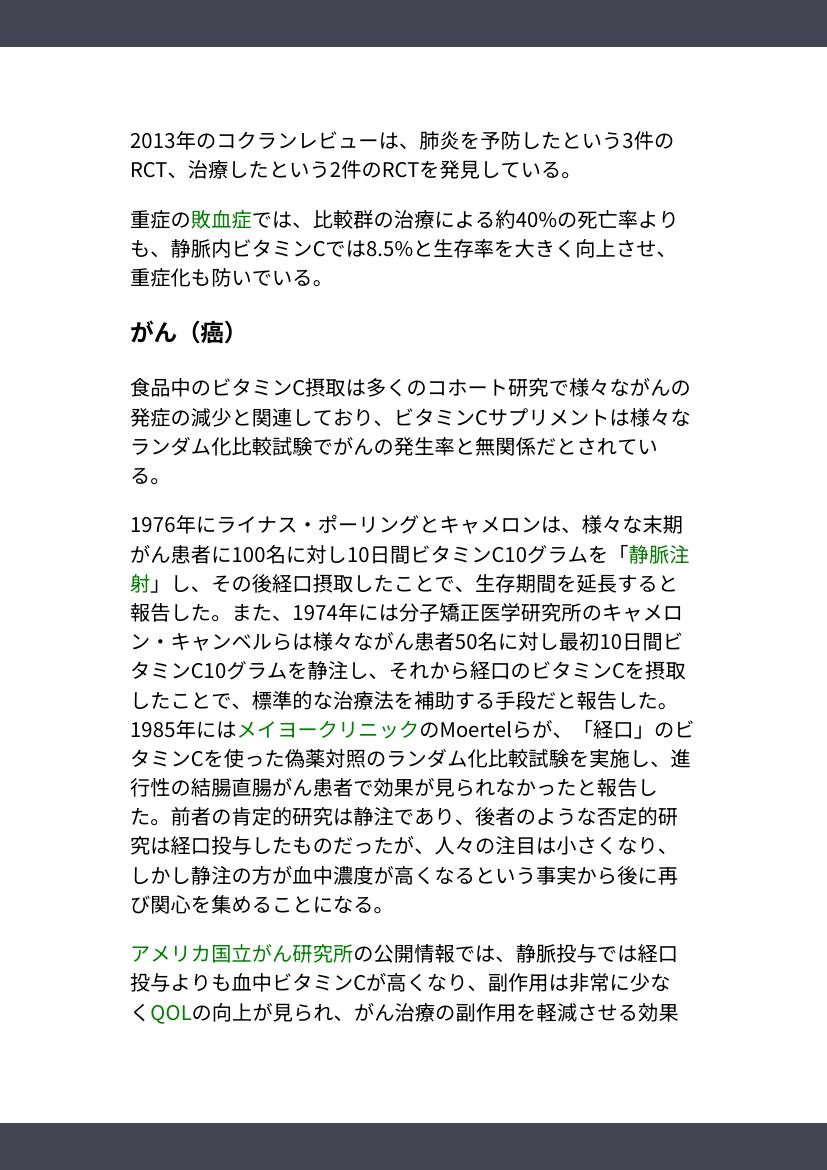 2013年のコクランレビューは、肺炎を予防したという3件の
RCT、治療したという2件のRCTを発見している。
重症の敗血症では、比較群の治療による約40%の死亡率より
も、静脈内ビタミンCでは8.5%と生存率を大きく向上させ、
重症化も防いでいる。
がん（癌）
食品中のビタミンC摂取は多くのコホート研究で様々ながんの
発症の減少と関連しており、ビタミンCサプリメントは様々な
ランダム化比較試験でがんの発生率と無関係だとされてい
る。
1976年にライナス・ポーリングとキャメロンは、様々な末期
がん患者に100名に対し10日間ビタミンC10グラムを「静脈注
射」し、その後経口摂取したことで、生存期間を延長すると
報告した。また、1974年には分子矯正医学研究所のキャメロ
ン・キャンベルらは様々ながん患者50名に対し最初10日間ビ
タミンC10グラムを静注し、それから経口のビタミンCを摂取
したことで、標準的な治療法を補助する手段だと報告した。
1985年にはメイヨークリニックのMoertelらが、「経口」のビ
タミンCを使った偽薬対照のランダム化比較試験を実施し、進
行性の結腸直腸がん患者で効果が見られなかったと報告し
た。前者の肯定的研究は静注であり、後者のような否定的研
究は経口投与したものだったが、人々の注目は小さくなり、
しかし静注の方が血中濃度が高くなるという事実から後に再
び関心を集めることになる。
アメリカ国立がん研究所の公開情報では、静脈投与では経口
投与よりも血中ビタミンCが高くなり、副作用は非常に少な
くQOLの向上が見られ、がん治療の副作用を軽減させる効果